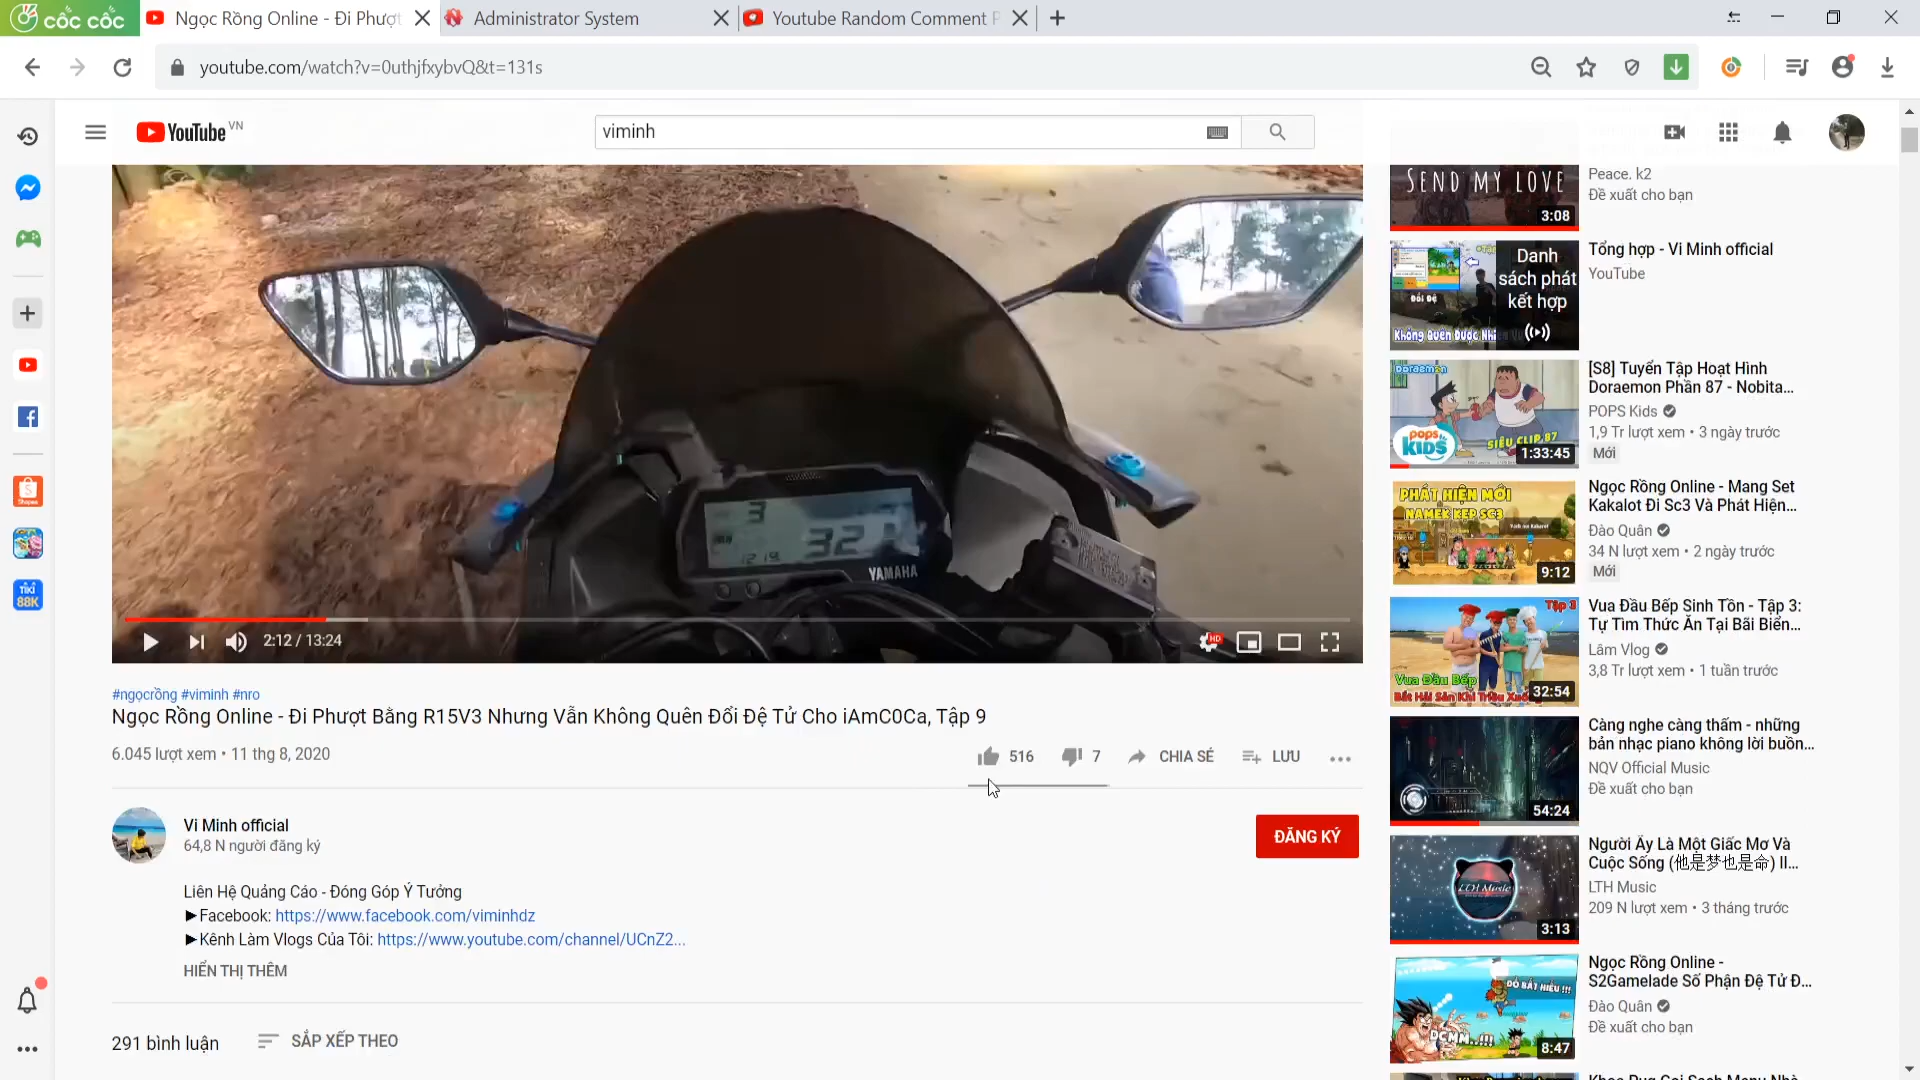 cốc cốc
Ngọc Rồng Online - Đi Phượt
Administrator System
Youtube Random Comment P
youtube.com/watch?v=0uthjfxybvQ&t=131s
YouTube VN
viminh
YAMAHA
2:12 / 13:24
HD
#ngọcrồng #viminh #nro
Ngọc Rồng Online - Đi Phượt Bằng R15V3 Nhưng Vẫn Không Quên Đổi Đệ Tử Cho iAmC0Ca, Tập 9
6.045 lượt xem • 11 thg 8, 2020
516
7
CHIA SẺ
LƯU
Vi Minh official
64,8 N người đăng ký
ĐĂNG KÝ
Liên Hệ Quảng Cáo - Đóng Góp Ý Tưởng
►Facebook: https://www.facebook.com/viminhdz
►Kênh Làm Vlogs Của Tôi: https://www.youtube.com/channel/UCnZ2...
HIỂN THỊ THÊM
291 bình luận
SẮP XẾP THEO
SEND MY LOVE
3:08
Peace. k2
Đề xuất cho bạn
Danh
sách phát
kết hợp
Tổng hợp - Vi Minh official
YouTube
Doraemon
POPS
KIDS
SIÊU CLIP 87
1:33:45
[S8] Tuyển Tập Hoạt Hình
Doraemon Phần 87 - Nobita...
POPS Kids
1,9 Tr lượt xem • 3 ngày trước
Mới
PHÁT HIỆN MỚI
NAMEK KẸP SC3
9:12
Ngọc Rồng Online - Mang Set
Kakalot Đi Sc3 Và Phát Hiện...
Đào Quân
34 N lượt xem • 2 ngày trước
Mới
Tập 3
Vua Đầu Bếp
32:54
Vua Đầu Bếp Sinh Tồn - Tập 3:
Tự Tìm Thức Ăn Tại Bãi Biển...
Lâm Vlog
3,8 Tr lượt xem • 1 tuần trước
54:24
Càng nghe càng thấm - những
bản nhạc piano không lời buồn...
NQV Official Music
Đề xuất cho bạn
LTH Music
3:13
Người Ấy Là Một Giấc Mơ Và
Cuộc Sống (他是梦也是命) II...
LTH Music
209 N lượt xem • 3 tháng trước
DCMM..!!!
8:47
Ngọc Rồng Online -
S2Gamelade Số Phận Đệ Tử Đ...
Đào Quân
Đề xuất cho bạn
Shopee
TIKI
88K